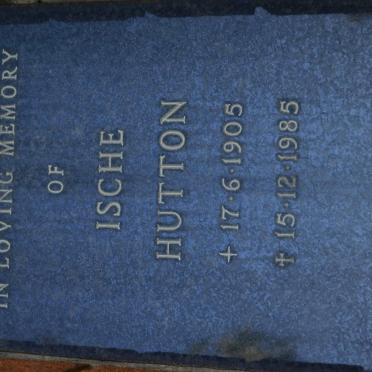 IN LOVING MEMORY
OF
ISCHE
HUTTON
+ 17·6·1905
✝ 15·12·1985